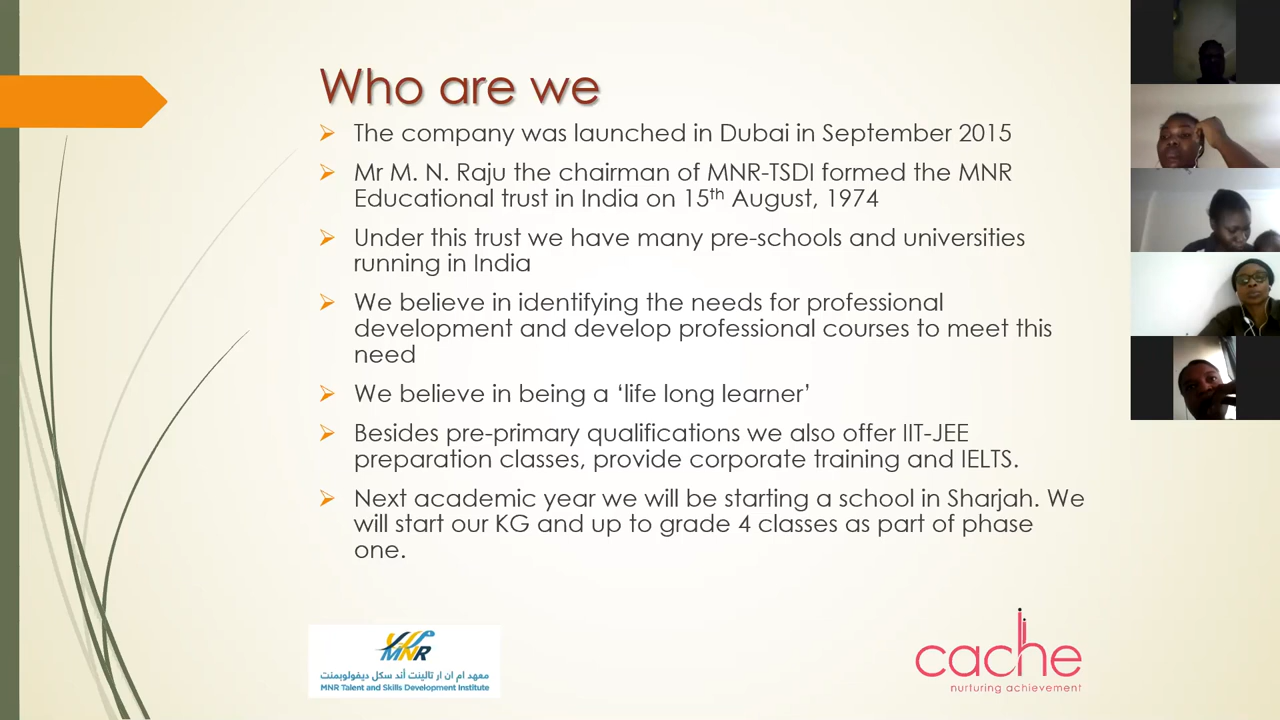 Who are we
The company was launched in Dubai in September 2015
Mr M. N. Raju the chairman of MNR-TSDI formed the MNR
Educational trust in India on 15th August, 1974
Under this trust we have many pre-schools and universities
running in India
We believe in identifying the needs for professional
development and develop professional courses to meet this
need
We believe in being a ‘life long learner’
Besides pre-primary qualifications we also offer IIT-JEE
preparation classes, provide corporate training and IELTS.
Next academic year we will be starting a school in Sharjah. We
will start our KG and up to grade 4 classes as part of phase
one.
MNR
معهد ام ان ار تالينت أند سكل ديفولوبمنت
MNR Talent and Skills Development Institute
cache
nurturing achievement